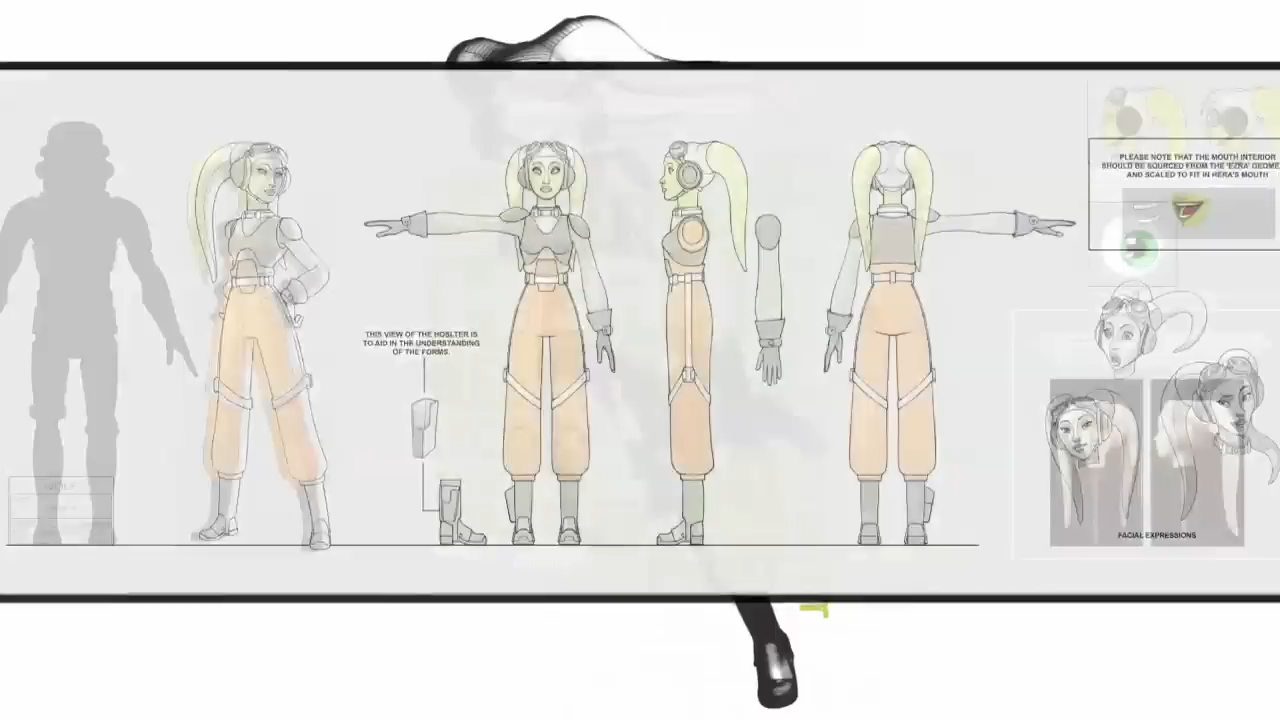 PLEASE NOTE THAT THE MOUTH INTERIOR
SHOULD BE SOURCED FROM THE 'EZRA' GEOME
AND SCALED TO FIT IN HERA'S MOUTH
THIS VIEW OF THE HOSLTER IS
TO AID IN THE UNDERSTANDING
OF THE FORMS.
FACIAL EXPRESSIONS